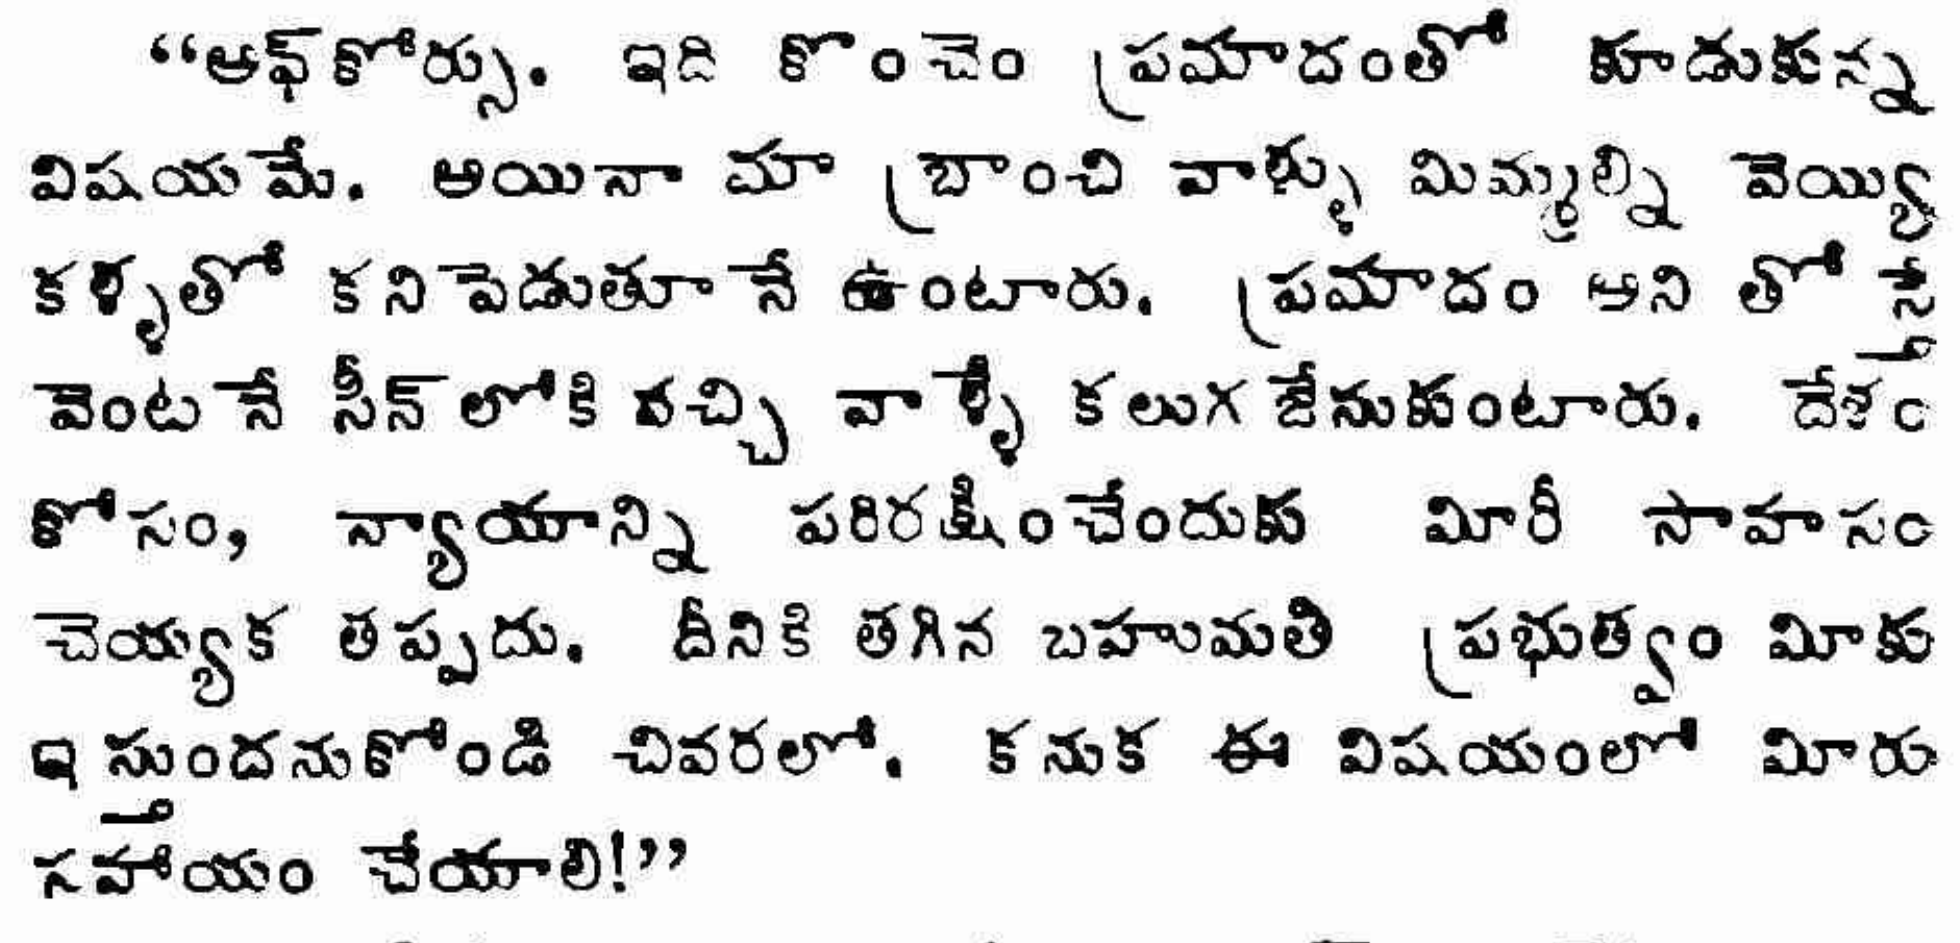 “ఆఫ్‌కోర్సు. ఇది కొంచెం ప్రమాదంతో కూడుకున్న
విషయమే. అయినా మా బ్రాంచి వాళ్ళు మిమ్మల్ని వెయ్యి
కళ్ళతో కనిపెడుతూనే ఉంటారు. ప్రమాదం అని తోస్తే
వెంటనే సీన్‌లోకి వచ్చి వాళ్ళే కలుగజేసుకుంటారు. దేశం
కోసం, న్యాయాన్ని పరిరక్షించేందుకు మీరీ సాహసం
చెయ్యక తప్పదు. దీనికి తగిన బహుమతి ప్రభుత్వం మీకు
ఇస్తుందనుకోండి చివరలో. కనుక ఈ విషయంలో మీరు
సహాయం చేయాలి!”